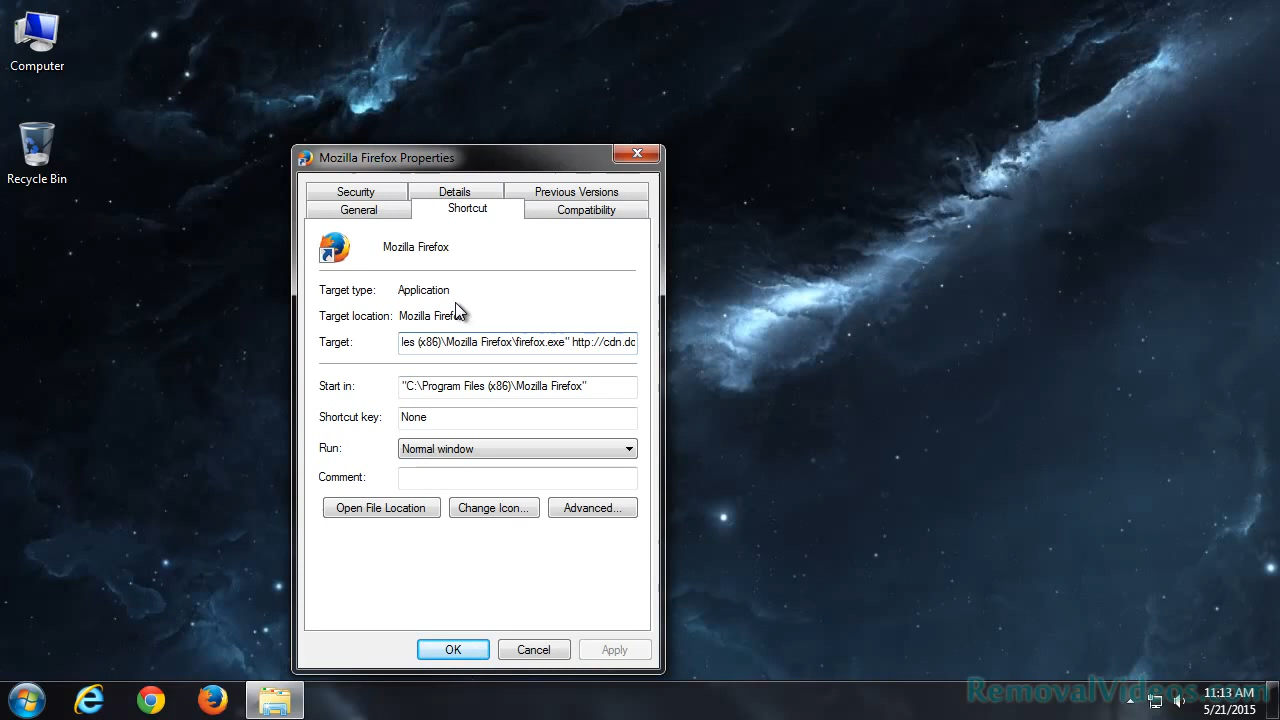 Computer
Recycle Bin
Mozilla Firefox Properties
Security Details Previous Versions
General Shortcut Compatibility
Mozilla Firefox
Target type: Application
Target location: Mozilla Firefox
Target: les (x86)\Mozilla Firefox\firefox.exe" http://cdn.dc
Start in: "C:\Program Files (x86)\Mozilla Firefox"
Shortcut key: None
Run: Normal window
Comment:
Open File Location Change Icon... Advanced...
OK Cancel Apply
RemovalVideos.com
11:13 AM
5/21/2015